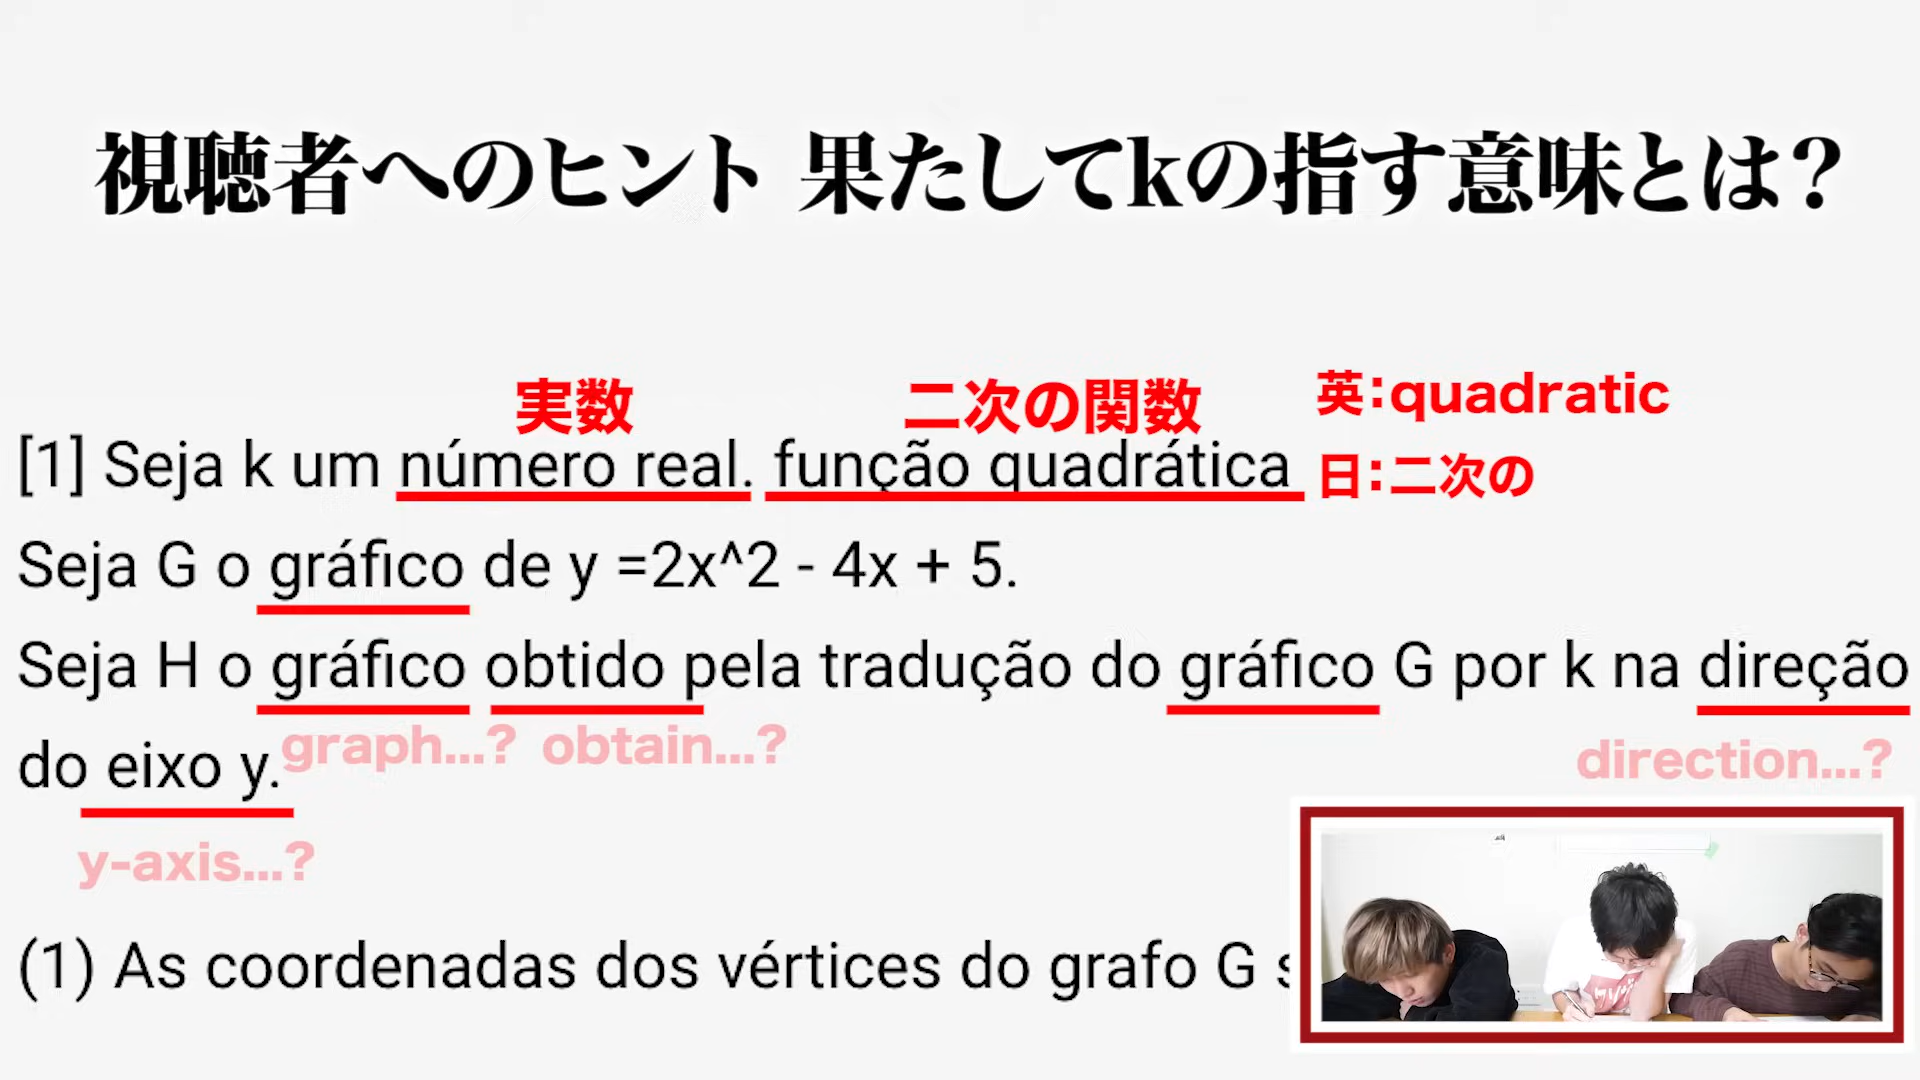 視聴者へのヒント 果たしてkの指す意味とは？
実数
二次の関数
英：quadratic
[1] Seja k um número real. função quadrática
日：二次の
Seja G o gráfico de y =2x^2 - 4x + 5.
Seja H o gráfico obtido pela tradução do gráfico G por k na direção
graph...? obtain...?
direction...?
do eixo y.
y-axis...?
(1) As coordenadas dos vértices do grafo G